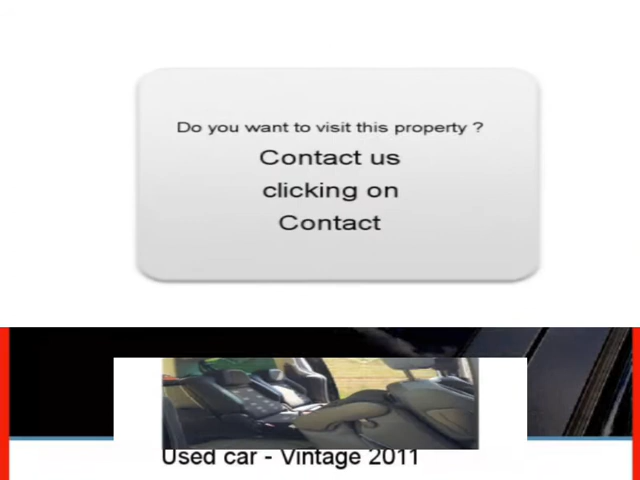 Do you want to visit this property ?
Contact us
clicking on
Contact
Used car - Vintage 2011